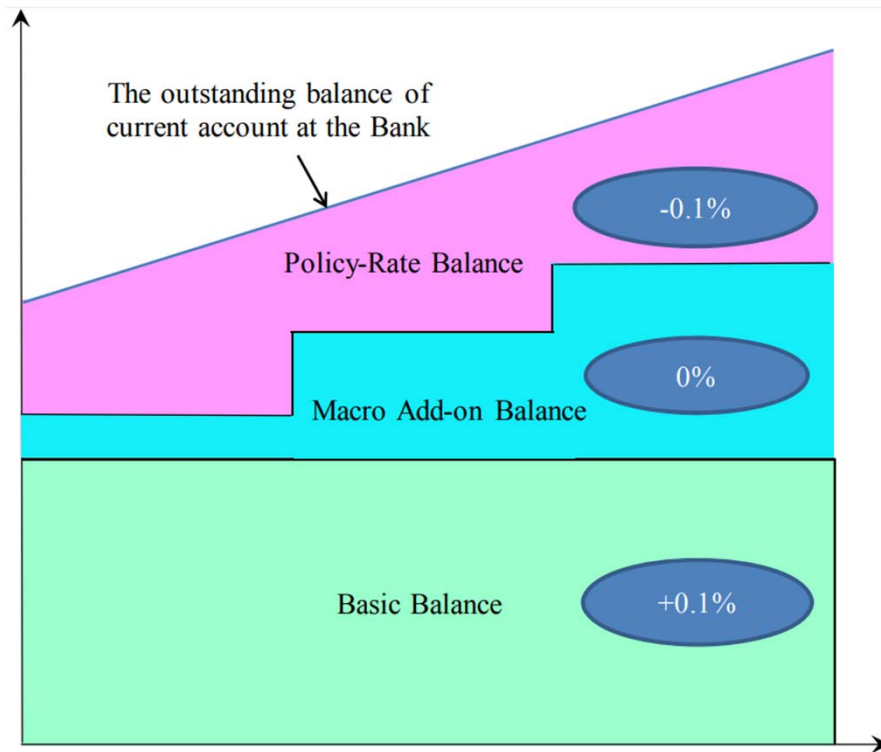 The outstanding balance of
current account at the Bank
-0.1%
Policy-Rate Balance
0%
Macro Add-on Balance
Basic Balance
+0.1%